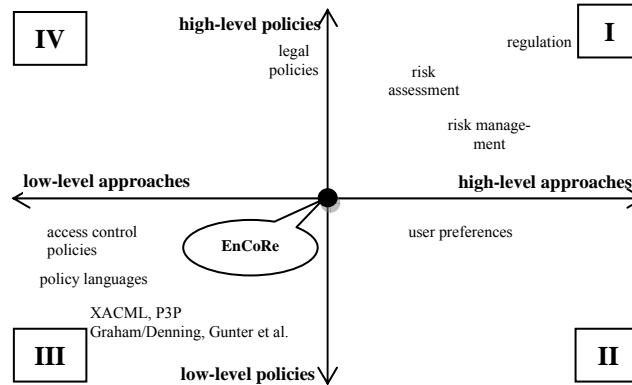 IV
high-level policies
legal
policies
regulation
I
risk
assessment
risk manage-
ment
low-level approaches
high-level approaches
access control
policies
EnCoRe
user preferences
policy languages
XACML, P3P
Graham/Denning, Gunter et al.
III
low-level policies
II